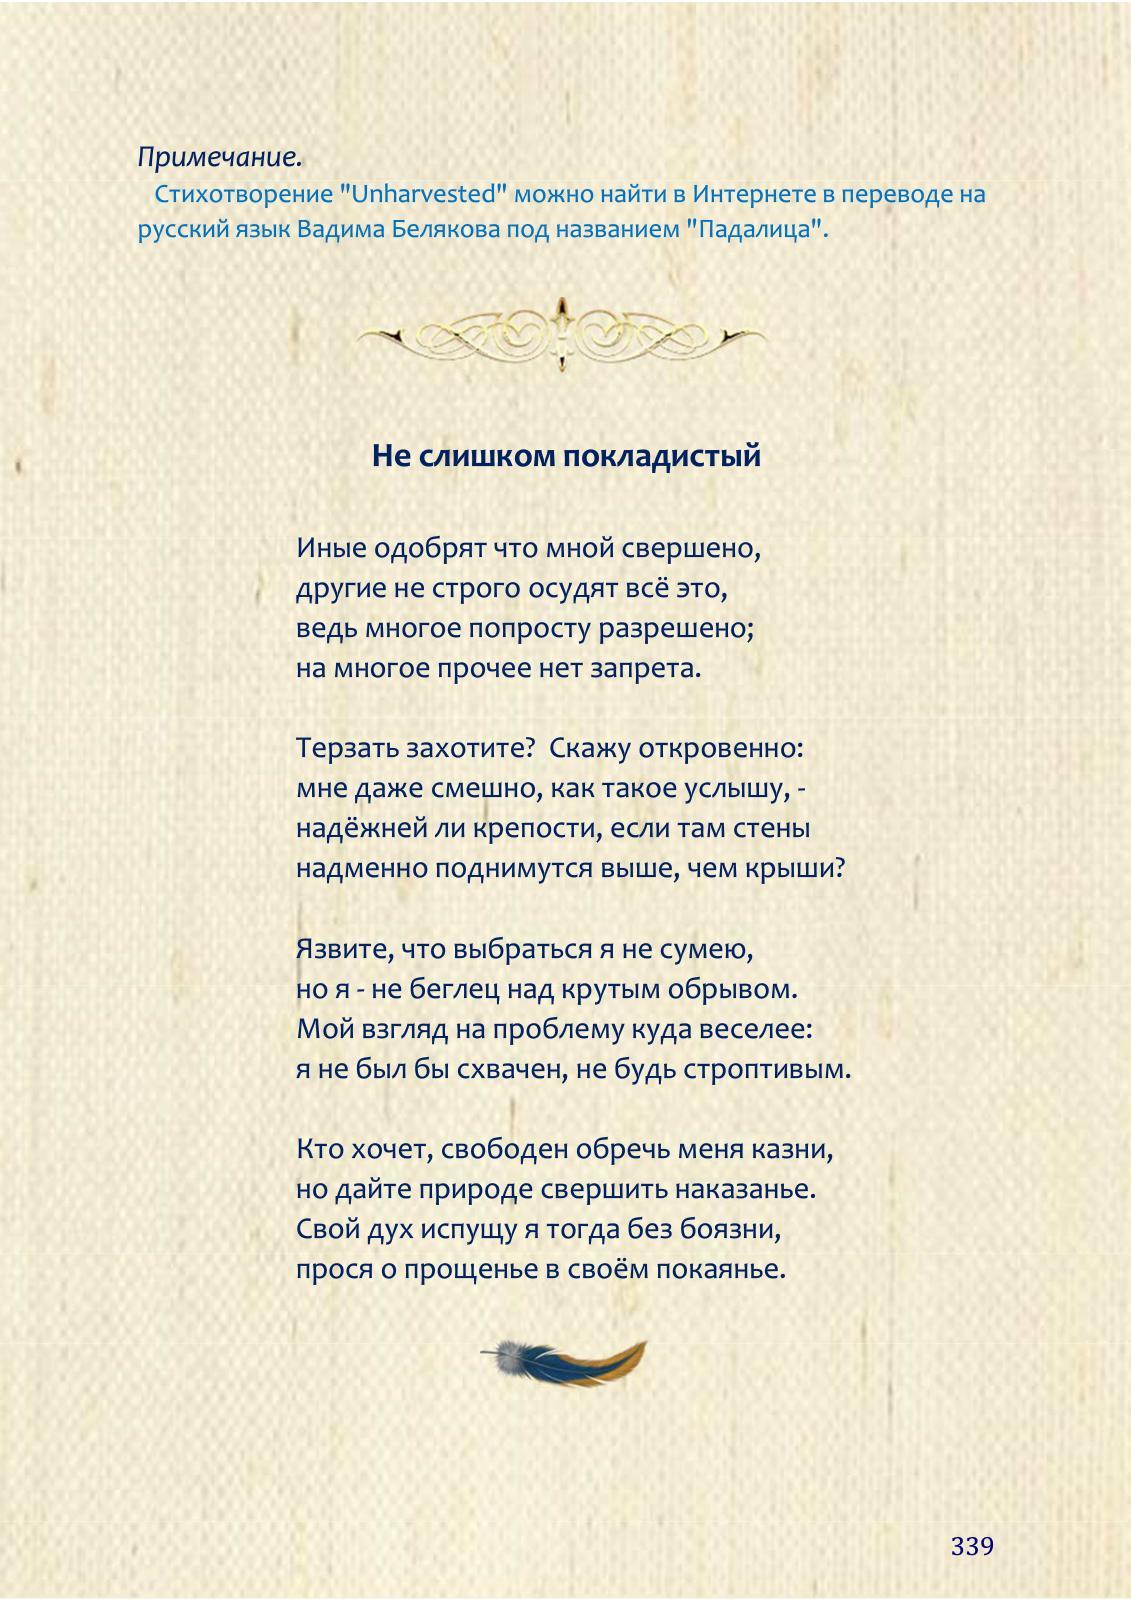 Примечание.
Стихотворение "Unharvested" можно найти в Интернете в переводе на
русский язык Вадима Белякова под названием "Падалица".
Не слишком покладистый
Иные одобрят что мной свершено,
другие не строго осудят всё это,
ведь многое попросту разрешено;
на многое прочее нет запрета.
Терзать захотите?  Скажу откровенно:
мне даже смешно, как такое услышу, -
надёжней ли крепости, если там стены
надменно поднимутся выше, чем крыши?
Язвите, что выбраться я не сумею,
но я - не беглец над крутым обрывом.
Мой взгляд на проблему куда веселее:
я не был бы схвачен, не будь строптивым.
Кто хочет, свободен обречь меня казни,
но дайте природе свершить наказанье.
Свой дух испущу я тогда без боязни,
прося о прощенье в своём покаянье.
339